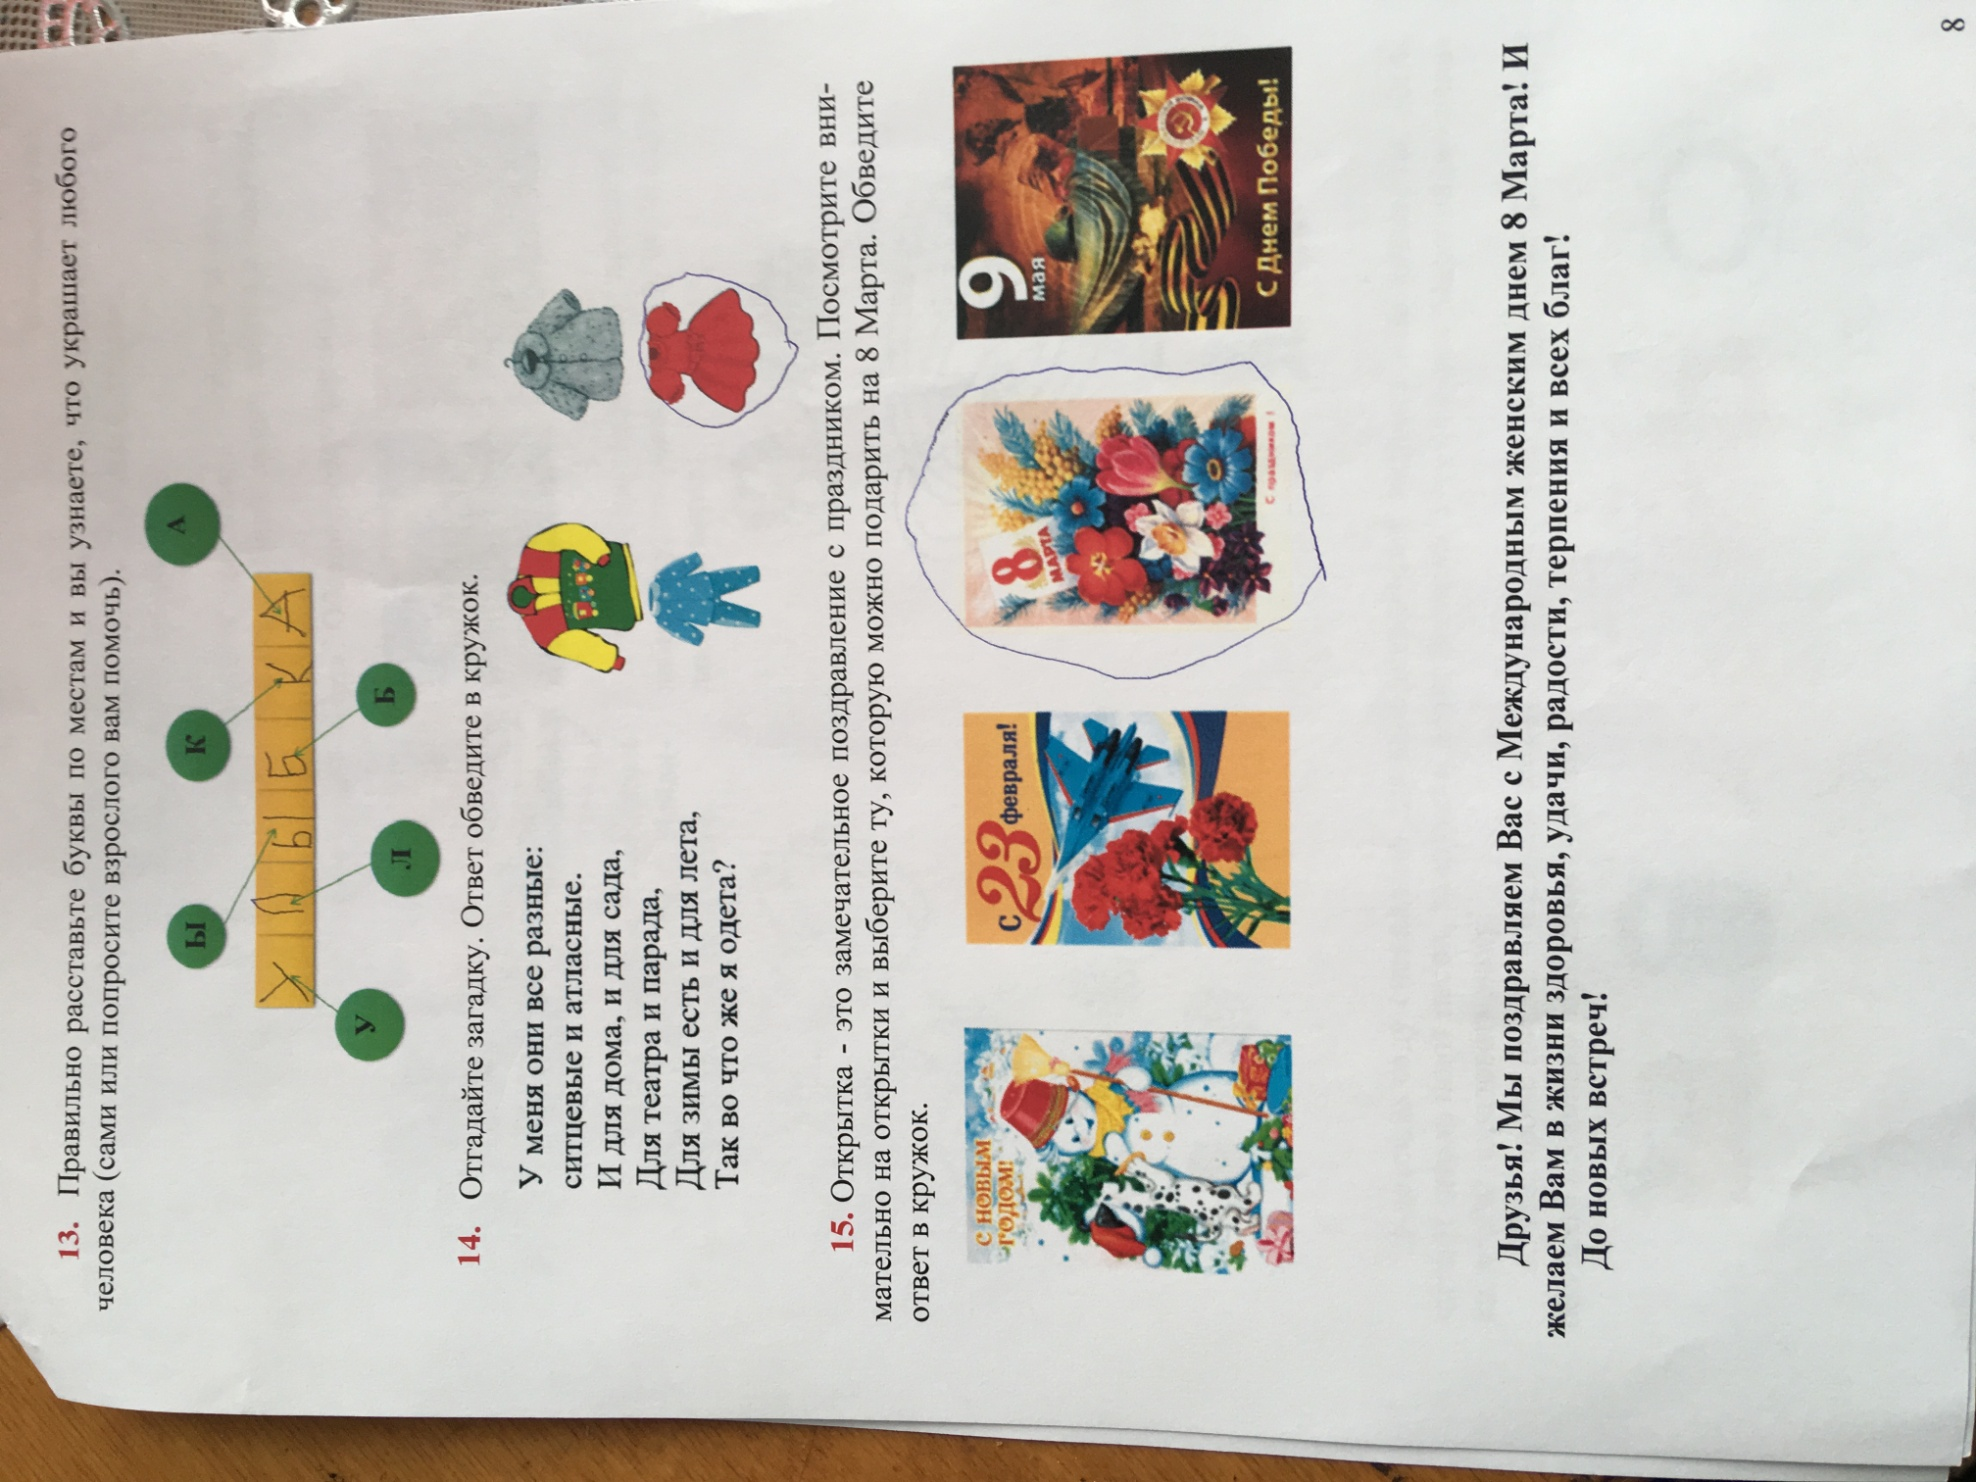 13. Правильно расставьте буквы по местам и вы узнаете, что украшает любого
человека (сами или попросите взрослого вам помочь).
Ы К А
У Л Ы Б К А
У Л Б
14. Отгадайте загадку. Ответ обведите в кружок.
У меня они все разные:
ситцевые и атласные.
И для дома, и для сада,
Для театра и парада,
Для зимы есть и для лета,
Так во что же я одета?
15. Открытка - это замечательное поздравление с праздником. Посмотрите вни-
мательно на открытки и выберите ту, которую можно подарить на 8 Марта. Обведите
ответ в кружок.
С НОВЫМ
ГОДОМ!
С 23
февраля!
8
МАРТА
С праздником!
9
мая
С Днем Победы!
Друзья! Мы поздравляем Вас с Международным женским днем 8 Марта! И
желаем Вам в жизни здоровья, удачи, радости, терпения и всех благ!
До новых встреч!
8